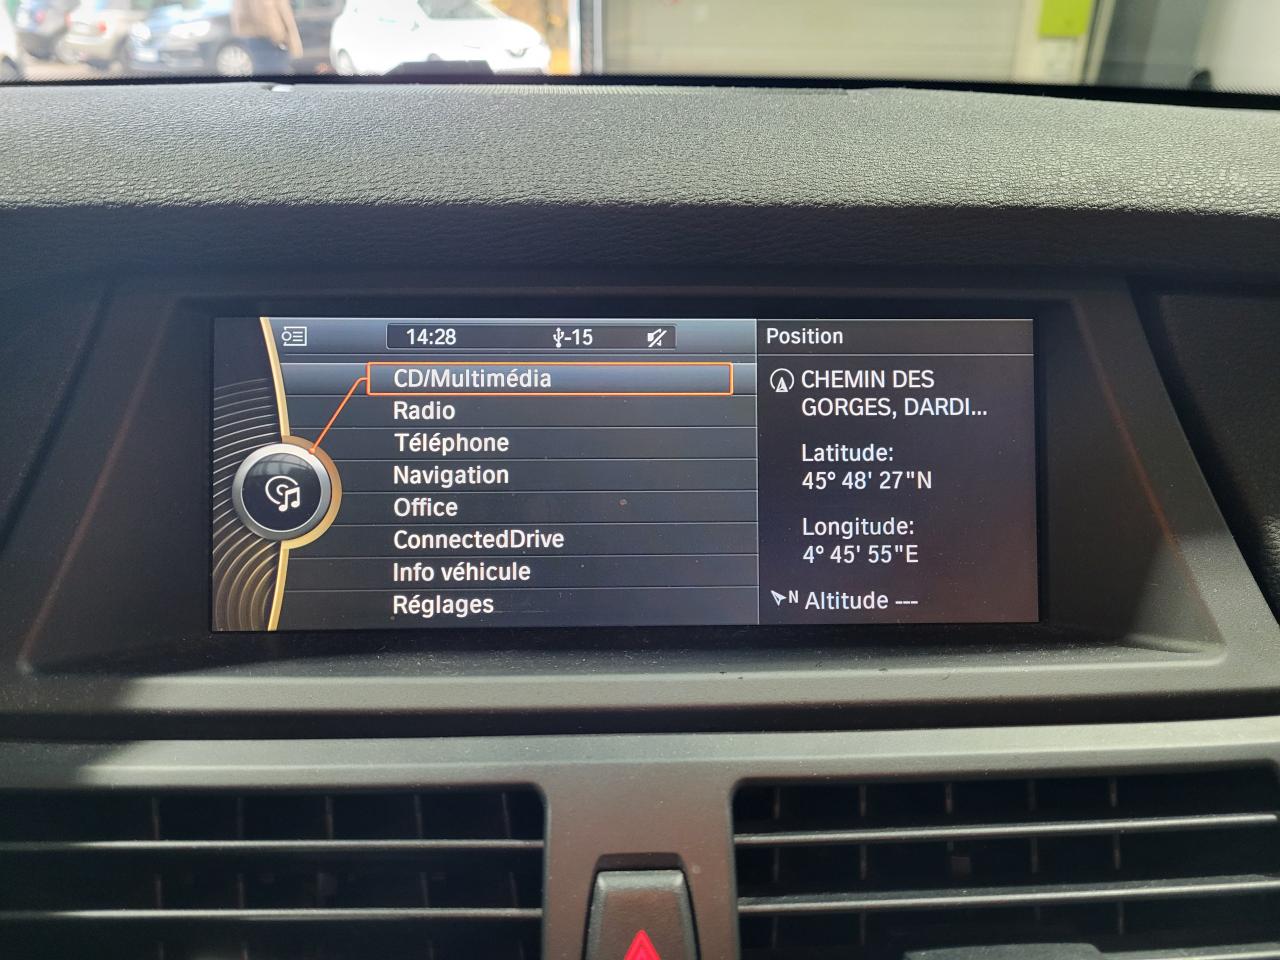 14:28 -15
CD/Multimédia
Radio
Téléphone
Navigation
Office
ConnectedDrive
Info véhicule
Réglages
Position
CHEMIN DES
GORGES, DARDI...
Latitude:
45° 48' 27"N
Longitude:
4° 45' 55"E
N Altitude ---